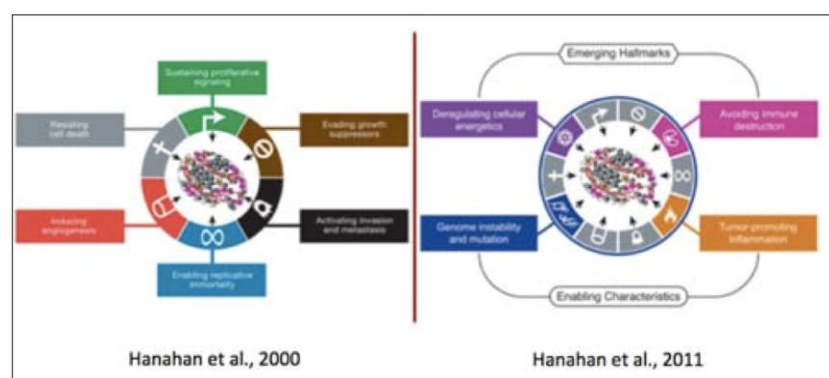 Sustaining proliferative
signaling
Resisting
cell death
Evading growth
suppressors
Inducing
angiogenesis
Activating invasion
and metastasis
Enabling replicative
immortality
Hanahan et al., 2000
Emerging Hallmarks
Deregulating cellular
energetics
Avoiding immune
destruction
Genome instability
and mutation
Tumor-promoting
inflammation
Enabling Characteristics
Hanahan et al., 2011